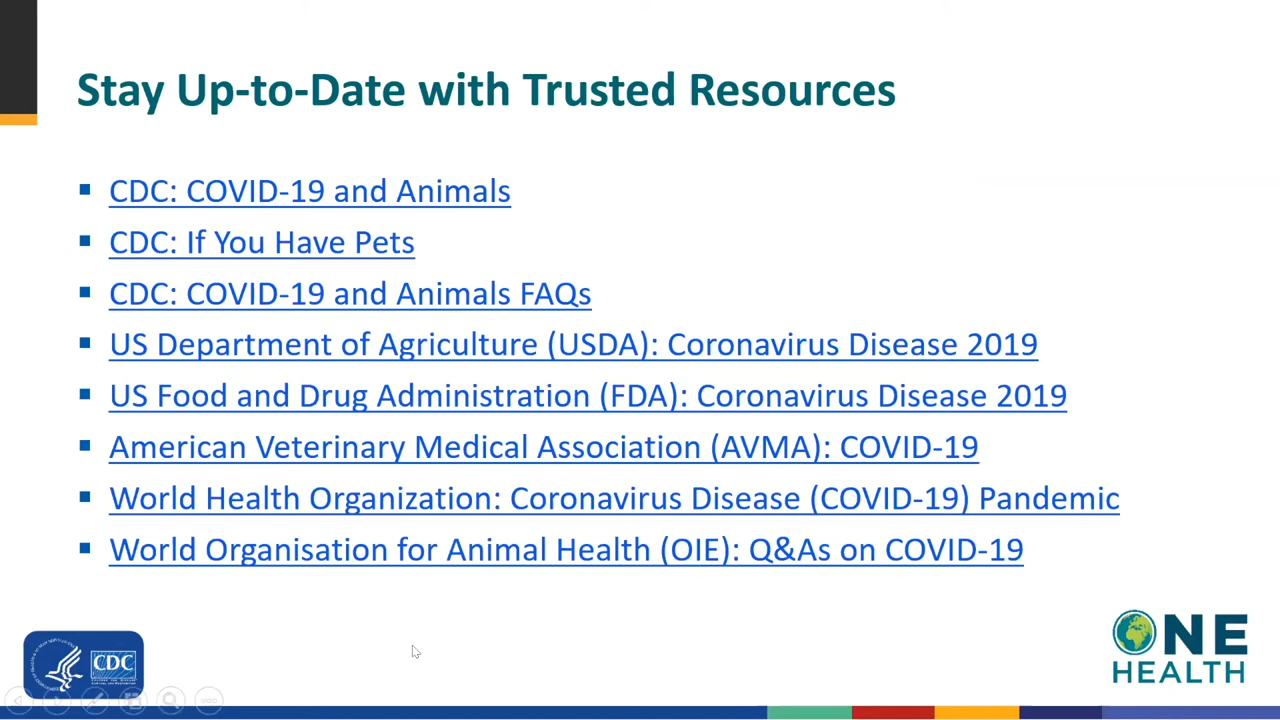 Stay Up-to-Date with Trusted Resources
CDC: COVID-19 and Animals
CDC: If You Have Pets
CDC: COVID-19 and Animals FAQs
US Department of Agriculture (USDA): Coronavirus Disease 2019
US Food and Drug Administration (FDA): Coronavirus Disease 2019
American Veterinary Medical Association (AVMA): COVID-19
World Health Organization: Coronavirus Disease (COVID-19) Pandemic
World Organisation for Animal Health (OIE): Q&As on COVID-19
CDC
ONE
HEALTH